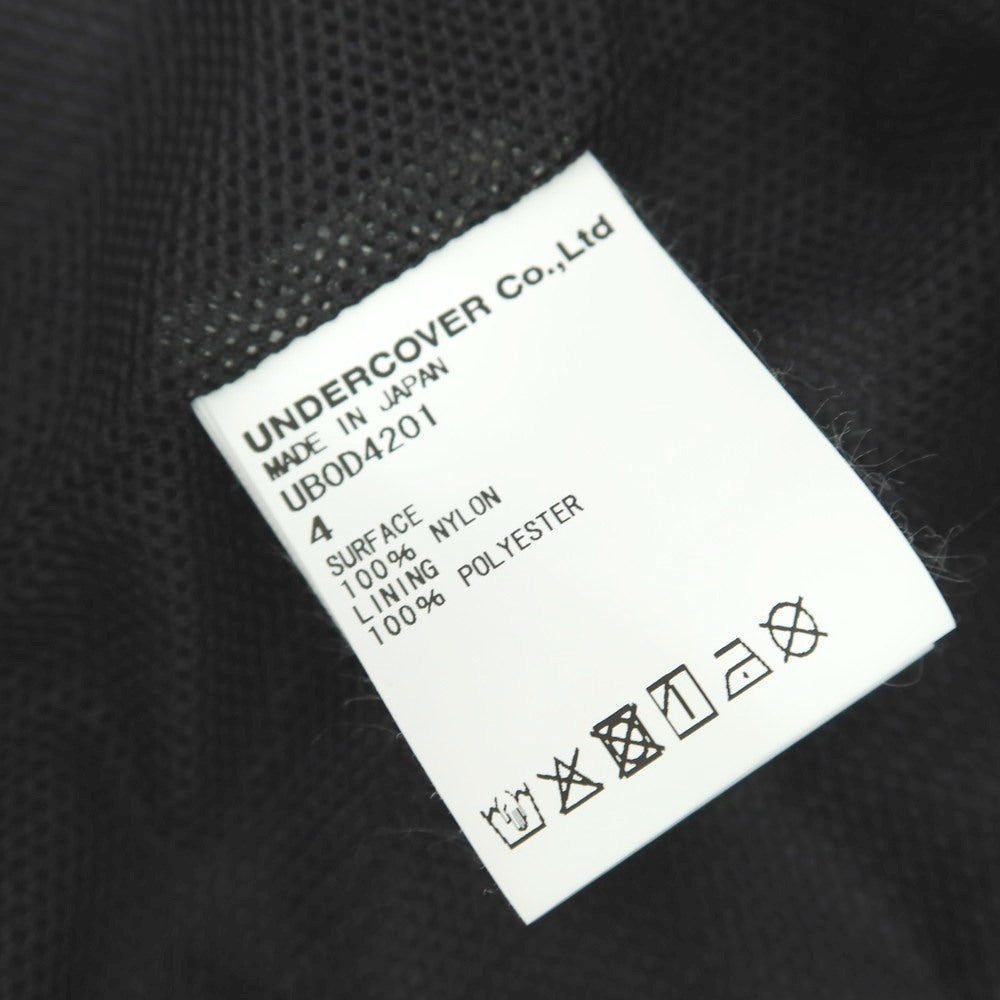 UNDERCOVER Co.,Ltd
MADE IN JAPAN
UB0D4201
4
SURFACE
100% NYLON
LINING
100% POLYESTER